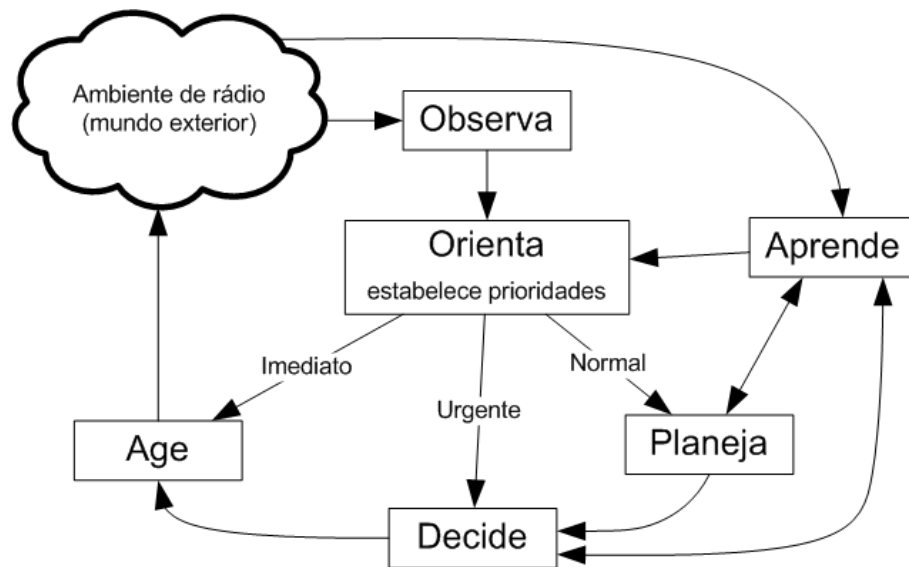 Ambiente de rádio
(mundo exterior)
Observa
Orienta
estabelece prioridades
Aprende
Imediato
Normal
Urgente
Age
Planeja
Decide